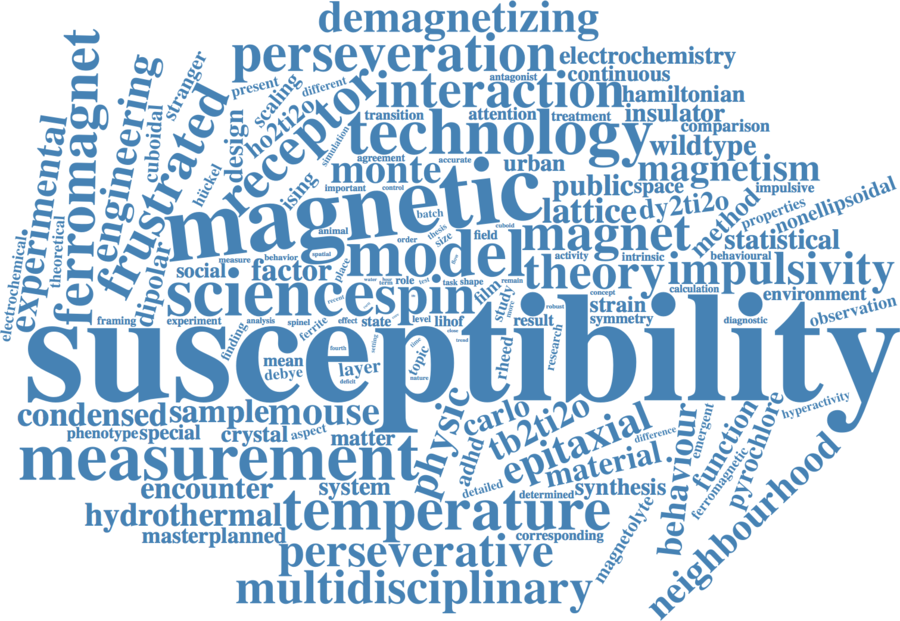 demagnetizing
perseveration
electrochemistry
continuous
antagonist
interaction
hamiltonian
insulator
comparison
transition
attention
treatment
technology
wildtype
agreement
accurate
monte
urban
magnetism
public
space
impulsive
ferromagnet
engineering
cuboidal
stranger
present
scaling
different
receptor
design
ho2ti2o
simulation
frustrated
hückel
ising
important
control
experimental
theoretical
electrochemical
dipolar
magnetic
batch
cuboid
lattice
dy2ti2o
method
properties
nonellipsoidal
animal
order
thesis
size
field
magnet
statistical
measure
behavior
spatial
model
activity
intrinsic
behavioural
social
factor
place
water
term
role
test
task
shape
remain
theory
impulsivity
calculation
science
recent
spin
film
study
concept
strain
robust
environment
observation
framing
experiment
finding
analysis
spinel
ferrite
effect
state
level
lihof
result
symmetry
diagnostic
susceptibility
mean
debye
fourth
setting
layer
deficit
close
time
trend
topic
nature
rheed
research
condensed
sample
mouse
phenotype
special
crystal
aspect
matter
physic
carlo
tb2ti2o
adhd
epitaxial
difference
behaviour
emergent
function
ferromagnetic
pyrochlore
hyperactivity
measurement
material
detailed
encounter
system
determined
synthesis
hydrothermal
temperature
magnetolyte
neighbourhood
masterplanned
corresponding
perseverative
multidisciplinary